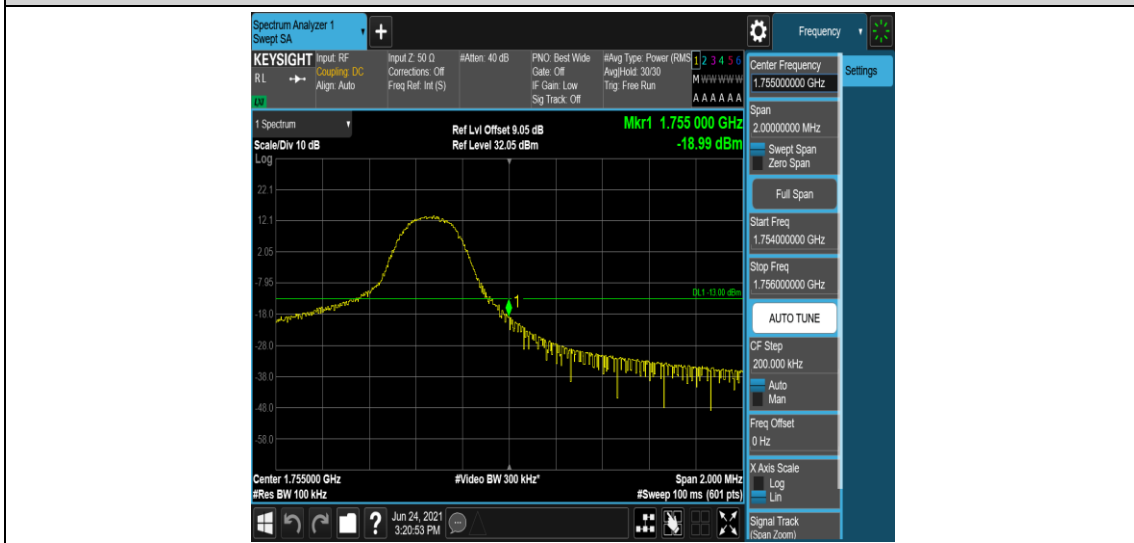 Spectrum Analyzer 1
Swept SA
Frequency
KEYSIGHT
RL
LXI
Input: RF
Coupling: DC
Align: Auto
Input Z: 50 Ω
Corrections: Off
Freq Ref: Int (S)
#Atten: 40 dB
PNO: Best Wide
Gate: Off
IF Gain: Low
Sig Track: Off
#Avg Type: Power (RMS
Avg|Hold: 30/30
Trig: Free Run
1 2 3 4 5 6
M W W W W W
A A A A A A
1 Spectrum
Scale/Div 10 dB
Log
Ref Lvl Offset 9.05 dB
Ref Level 32.05 dBm
Mkr1 1.755 000 GHz
-18.99 dBm
22.1
12.1
2.05
-7.95
-18.0
-28.0
-38.0
-48.0
-58.0
DL1 -13.00 dBm
1
Center 1.755000 GHz
#Res BW 100 kHz
#Video BW 300 kHz*
Span 2.000 MHz
#Sweep 100 ms (601 pts)
Jun 24, 2021
3:20:53 PM
Center Frequency
1.755000000 GHz
Settings
Span
2.00000000 MHz
Swept Span
Zero Span
Full Span
Start Freq
1.754000000 GHz
Stop Freq
1.756000000 GHz
AUTO TUNE
CF Step
200.000 kHz
Auto
Man
Freq Offset
0 Hz
X Axis Scale
Log
Lin
Signal Track
(Span Zoom)